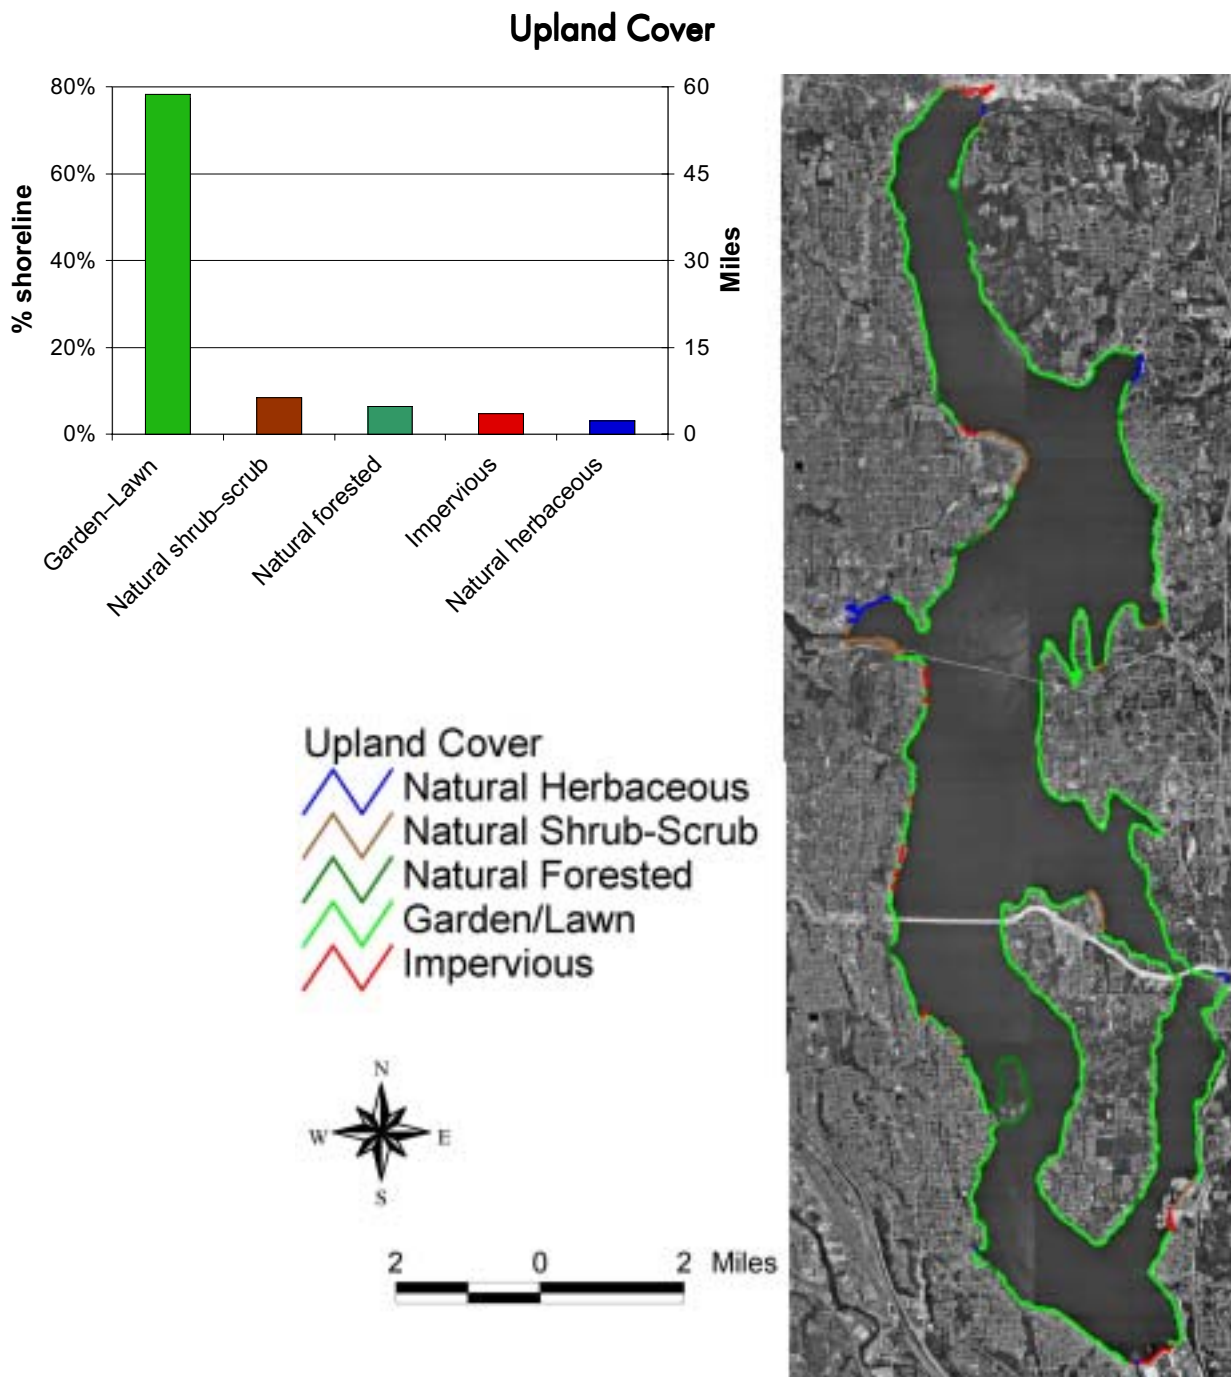 Upland Cover
80%
60%
40%
20%
0%
% shoreline
60
45
30
15
0
Miles
Garden–Lawn
Natural shrub–scrub
Natural forested
Impervious
Natural herbaceous
Upland Cover
Natural Herbaceous
Natural Shrub-Scrub
Natural Forested
Garden/Lawn
Impervious
N
W E
S
2 0 2 Miles